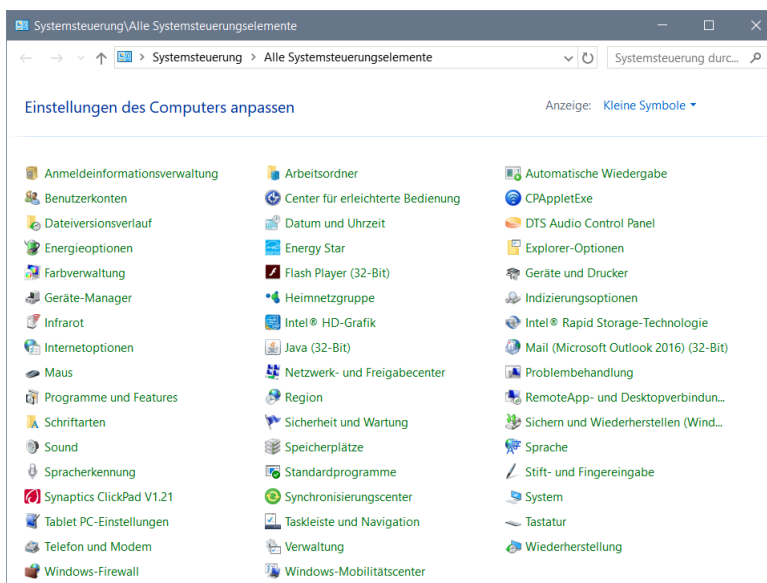 Systemsteuerung\Alle Systemsteuerungselemente
Systemsteuerung > Alle Systemsteuerungselemente
Systemsteuerung durc...
Einstellungen des Computers anpassen
Anzeige: Kleine Symbole
Anmeldeinformationsverwaltung Arbeitsordner Automatische Wiedergabe
Benutzerkonten Center für erleichterte Bedienung CPAppletExe
Dateiversionsverlauf Datum und Uhrzeit DTS Audio Control Panel
Energieoptionen Energy Star Explorer-Optionen
Farbverwaltung Flash Player (32-Bit) Geräte und Drucker
Geräte-Manager Heimnetzgruppe Indizierungsoptionen
Infrarot Intel® HD-Grafik Intel® Rapid Storage-Technologie
Internetoptionen Java (32-Bit) Mail (Microsoft Outlook 2016) (32-Bit)
Maus Netzwerk- und Freigabecenter Problembehandlung
Programme und Features Region RemoteApp- und Desktopverbindun...
Schriftarten Sicherheit und Wartung Sichern und Wiederherstellen (Wind...
Sound Speicherplätze Sprache
Spracherkennung Standardprogramme Stift- und Fingereingabe
Synaptics ClickPad V1.21 Synchronisierungscenter System
Tablet PC-Einstellungen Taskleiste und Navigation Tastatur
Telefon und Modem Verwaltung Wiederherstellung
Windows-Firewall Windows-Mobilitätscenter